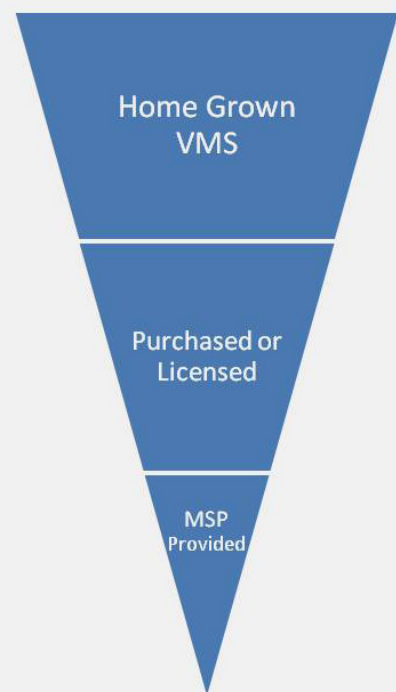 Home Grown
VMS
Purchased or
Licensed
MSP
Provided